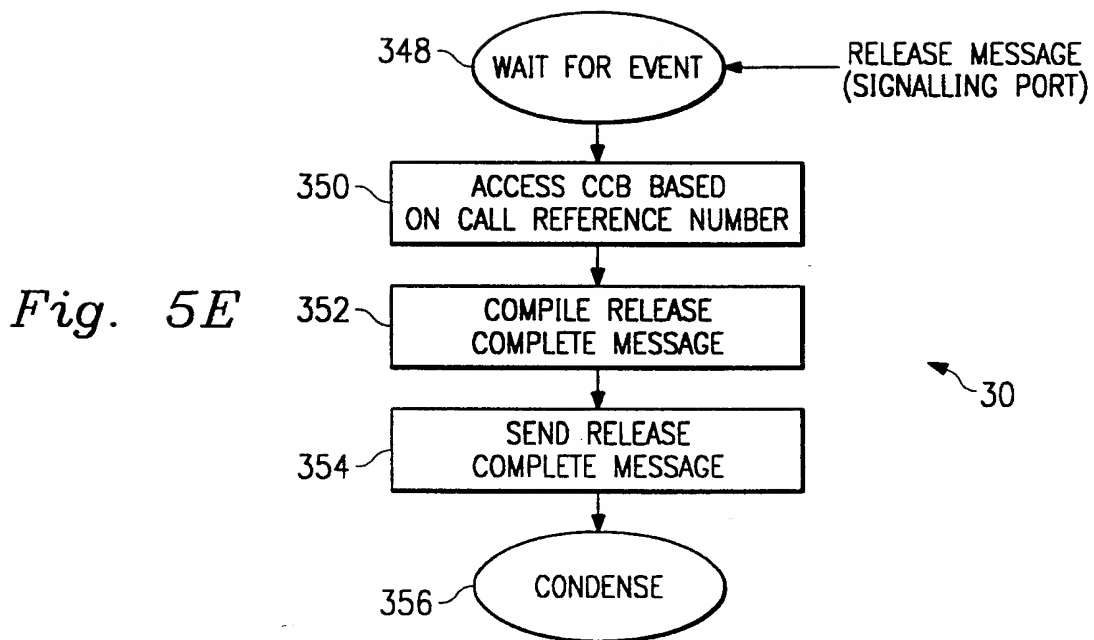 348
WAIT FOR EVENT
RELEASE MESSAGE
(SIGNALLING PORT)
350
ACCESS CCB BASED
ON CALL REFERENCE NUMBER
Fig. 5E
352
COMPILE RELEASE
COMPLETE MESSAGE
30
354
SEND RELEASE
COMPLETE MESSAGE
356
CONDENSE